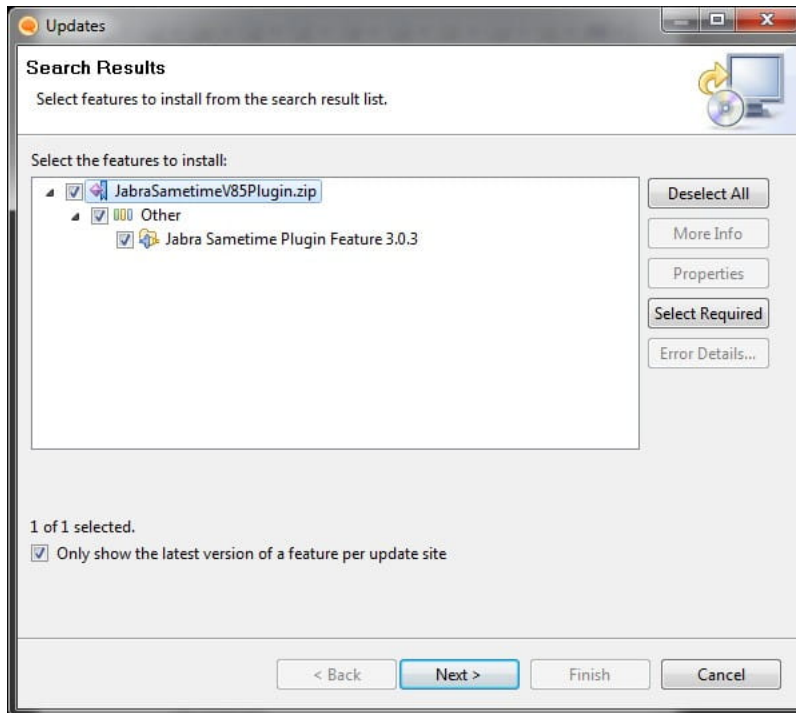 Updates
Search Results
Select features to install from the search result list.
Select the features to install:
JabraSametimeV85Plugin.zip
Other
Jabra Sametime Plugin Feature 3.0.3
Deselect All
More Info
Properties
Select Required
Error Details...
1 of 1 selected.
Only show the latest version of a feature per update site
< Back
Next >
Finish
Cancel